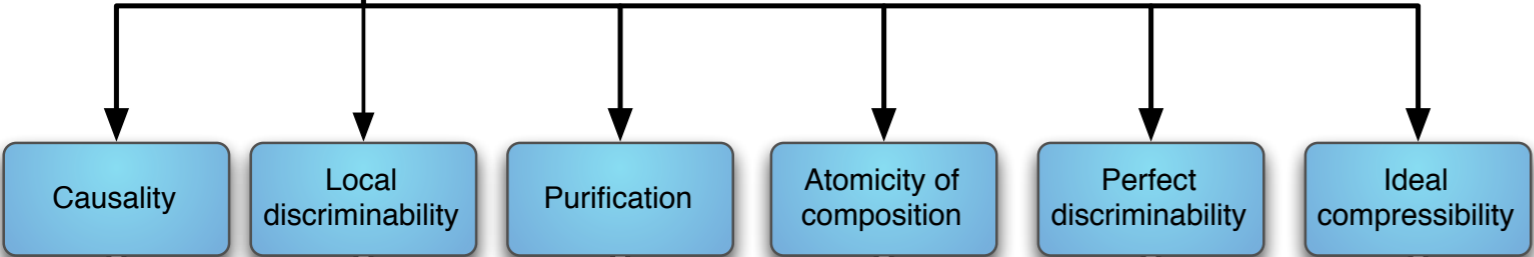 Causality
Local
discriminability
Purification
Atomicity of
composition
Perfect
discriminability
Ideal
compressibility